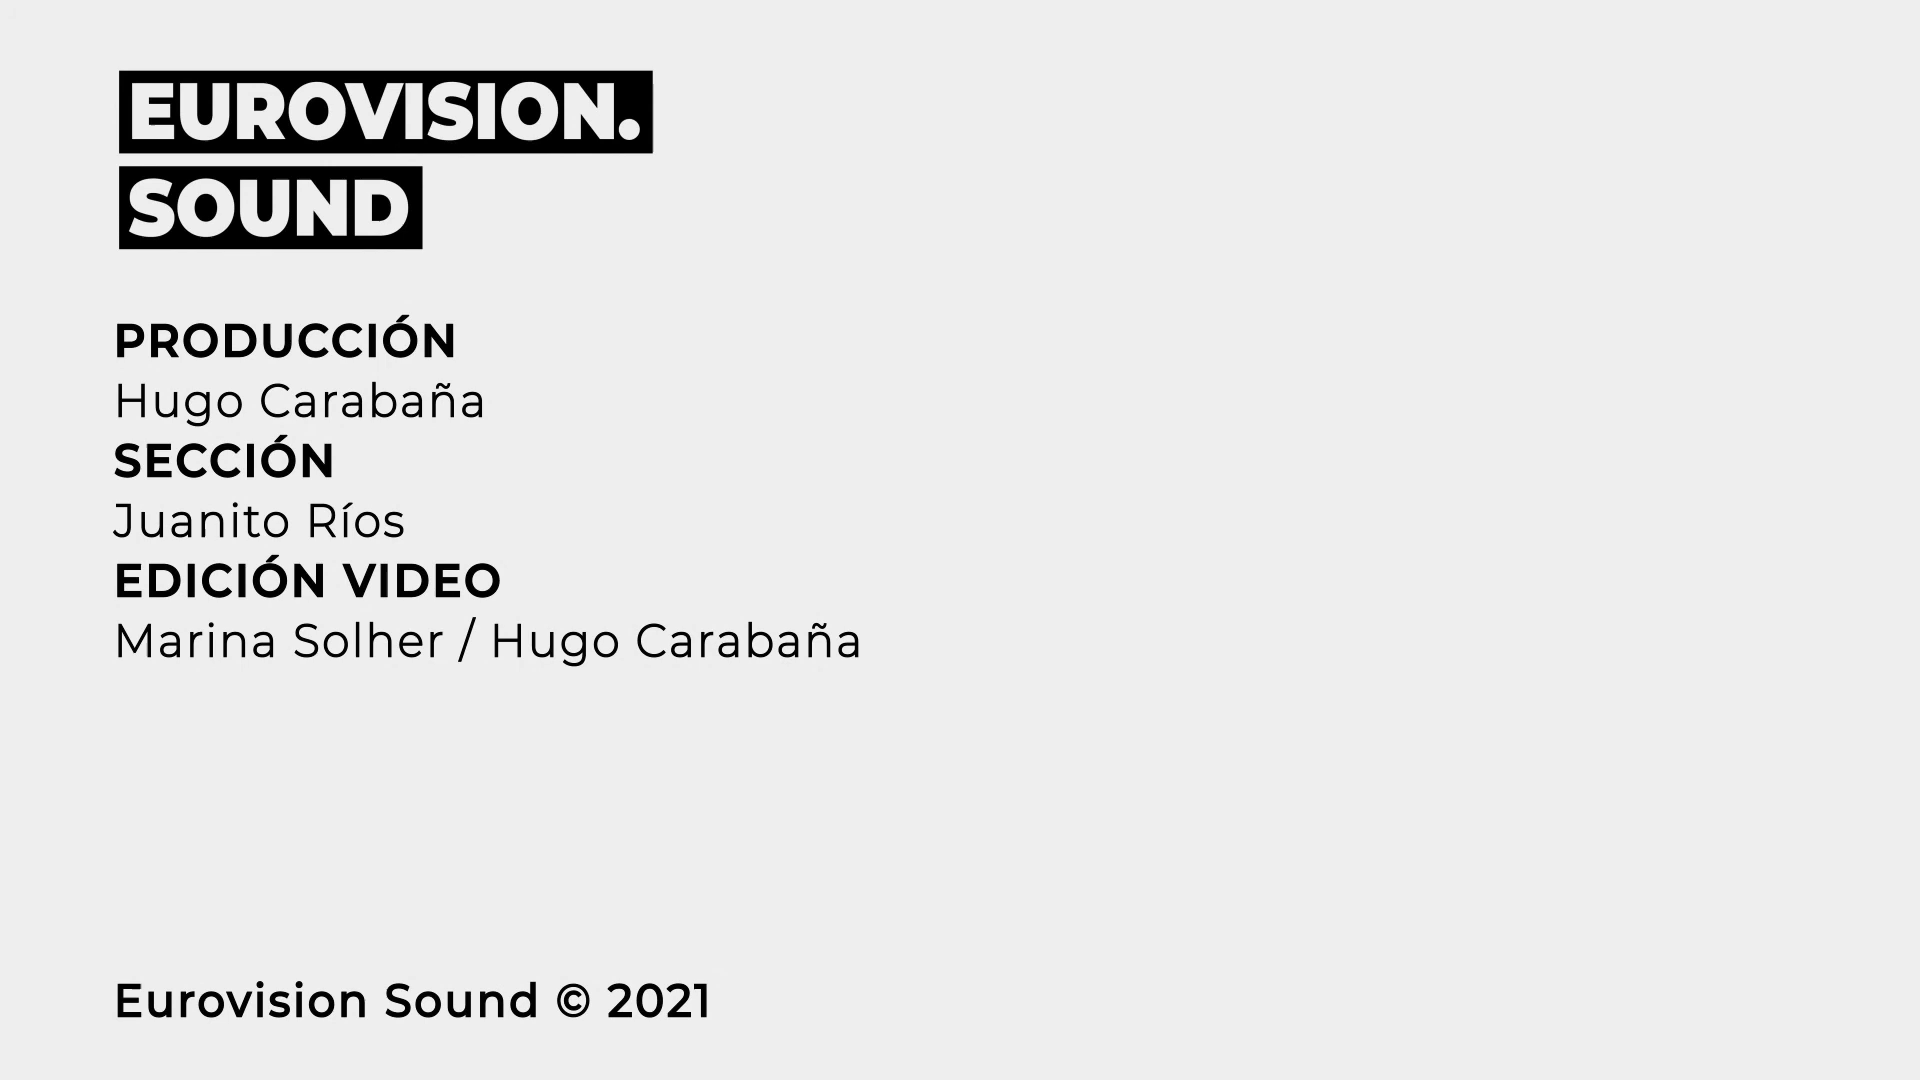 EUROVISION.
SOUND
PRODUCCIÓN
Hugo Carabaña
SECCIÓN
Juanito Ríos
EDICIÓN VIDEO
Marina Solher / Hugo Carabaña
Eurovision Sound © 2021